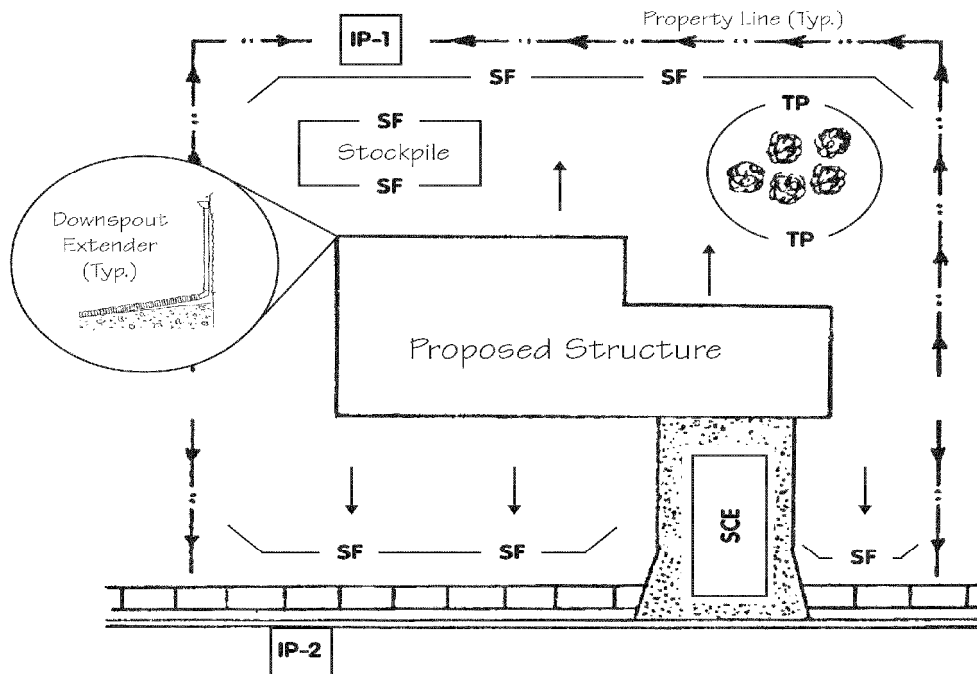 Property Line (Typ.)
IP-1
SF
SF
SF
Stockpile
SF
TP
TP
Downspout
Extender
(Typ.)
Proposed Structure
SCE
SF
SF
SF
IP-2